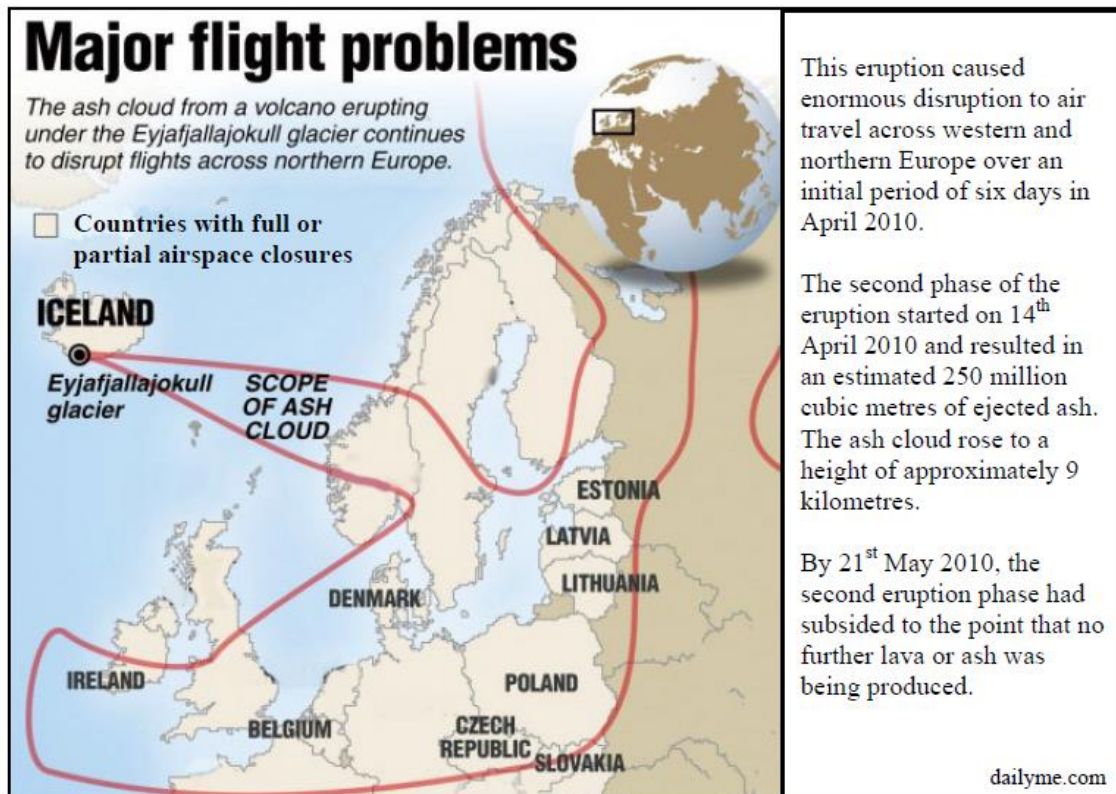 Major flight problems
The ash cloud from a volcano erupting
under the Eyjafjallajokull glacier continues
to disrupt flights across northern Europe.
Countries with full or
partial airspace closures
ICELAND
Eyjafjallajokull
glacier
SCOPE
OF ASH
CLOUD
ESTONIA
LATVIA
LITHUANIA
DENMARK
IRELAND
POLAND
BELGIUM
CZECH
REPUBLIC
SLOVAKIA
This eruption caused
enormous disruption to air
travel across western and
northern Europe over an
initial period of six days in
April 2010.
The second phase of the
eruption started on 14th
April 2010 and resulted in
an estimated 250 million
cubic metres of ejected ash.
The ash cloud rose to a
height of approximately 9
kilometres.
By 21st May 2010, the
second eruption phase had
subsided to the point that no
further lava or ash was
being produced.
dailyme.com